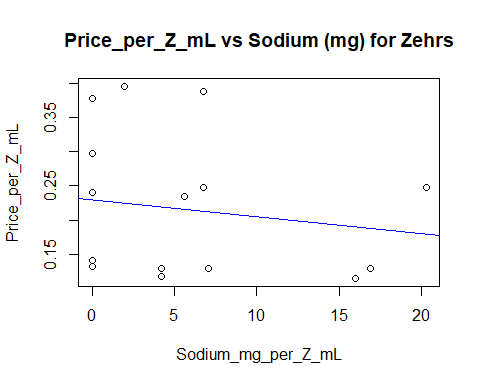 Price_per_Z_mL vs Sodium (mg) for Zehrs
Price_per_Z_mL
0.35
0.25
0.15
0 5 10 15 20
Sodium_mg_per_Z_mL